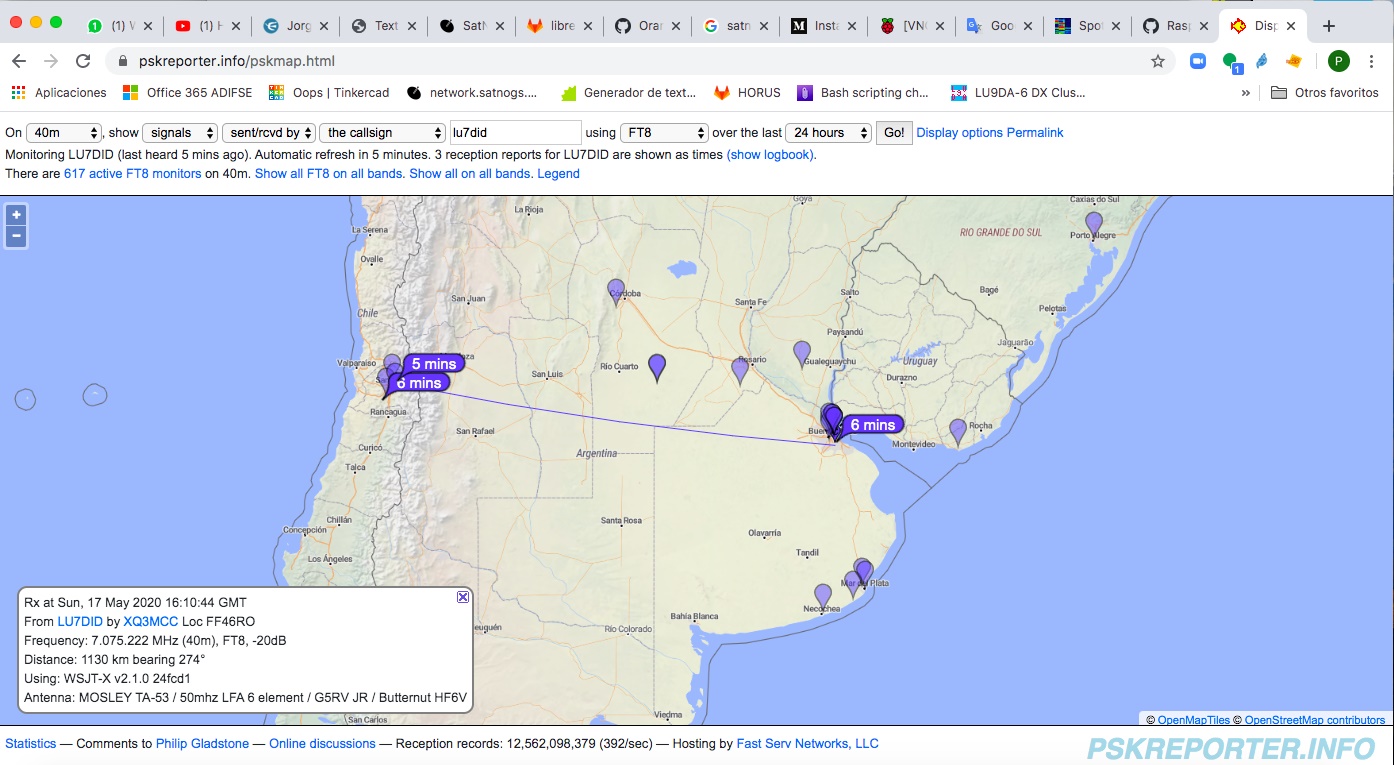 (1) W
(1) H
Jorg
Text
SatN
libre
Orar
satn
Insta
[VNC
Goo
Spot
Rasp
Disp
pskreporter.info/pskmap.html
1
P
Aplicaciones
Office 365 ADIFSE
Oops | Tinkercad
network.satnogs....
Generador de text...
HORUS
Bash scripting ch...
LU9DA-6 DX Clus...
»
Otros favoritos
On 40m , show signals sent/rcvd by the callsign lu7did using FT8 over the last 24 hours Go! Display options Permalink
Monitoring LU7DID (last heard 5 mins ago). Automatic refresh in 5 minutes. 3 reception reports for LU7DID are shown as times (show logbook).
There are 617 active FT8 monitors on 40m. Show all FT8 on all bands. Show all on all bands. Legend
+
−
La Rioja
Goya
Caxias do Sul
La Serena
RIO GRANDE DO SUL
Porto Alegre
Ovalle
San Juan
Córdoba
Santa Fe
Salto
Bagé
Pelotas
Chile
Paysandú
Jaguarão
Valparaíso
5 mins
Río Cuarto
Rosario
Gualeguaychu
Uruguay
San Luis
Durazno
6 mins
Rancagua
San Rafael
6 mins
Rocha
Montevideo
Curicó
Talca
Argentina
Chillán
Santa Rosa
Concepción
Olavarría
Los Ángeles
Tandil
Mar del Plata
Necochea
Bahía Blanca
Río Colorado
Viedma
San Carlos
Rx at Sun, 17 May 2020 16:10:44 GMT
From LU7DID by XQ3MCC Loc FF46RO
Frequency: 7.075.222 MHz (40m), FT8, -20dB
Distance: 1130 km bearing 274°
Using: WSJT-X v2.1.0 24fcd1
Antenna: MOSLEY TA-53 / 50mhz LFA 6 element / G5RV JR / Butternut HF6V
© OpenMapTiles © OpenStreetMap contributors
Statistics — Comments to Philip Gladstone — Online discussions — Reception records: 12,562,098,379 (392/sec) — Hosting by Fast Serv Networks, LLC
PSKREPORTER.INFO